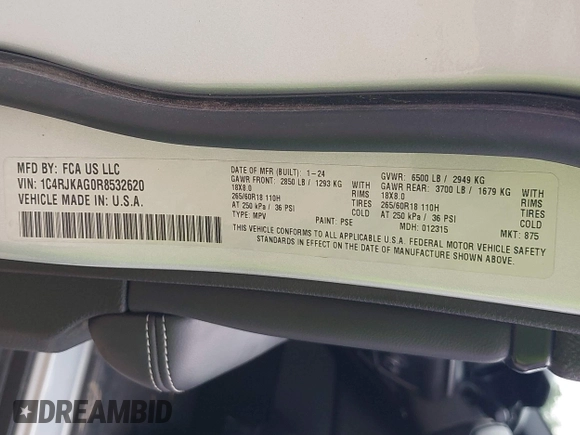 MFD BY: FCA US LLC
VIN: 1C4RJKAG0R8532620
VEHICLE MADE IN: U.S.A.
DATE OF MFR (BUILT): 1-24
GAWR FRONT: 2850 LB / 1293 KG WITH
18X8.0 RIMS
265/60R18 110H TIRES
AT 250 kPa / 36 PSI COLD
TYPE: MPV PAINT: PSE
GVWR: 6500 LB / 2949 KG
GAWR REAR: 3700 LB / 1679 KG WITH
18X8.0 RIMS
265/60R18 110H TIRES
AT 250 kPa / 36 PSI COLD
MDH: 012315 MKT: 875
THIS VEHICLE CONFORMS TO ALL APPLICABLE U.S.A. FEDERAL MOTOR VEHICLE SAFETY
STANDARDS IN EFFECT ON THE DATE OF MANUFACTURE SHOWN ABOVE.
DREAMBID